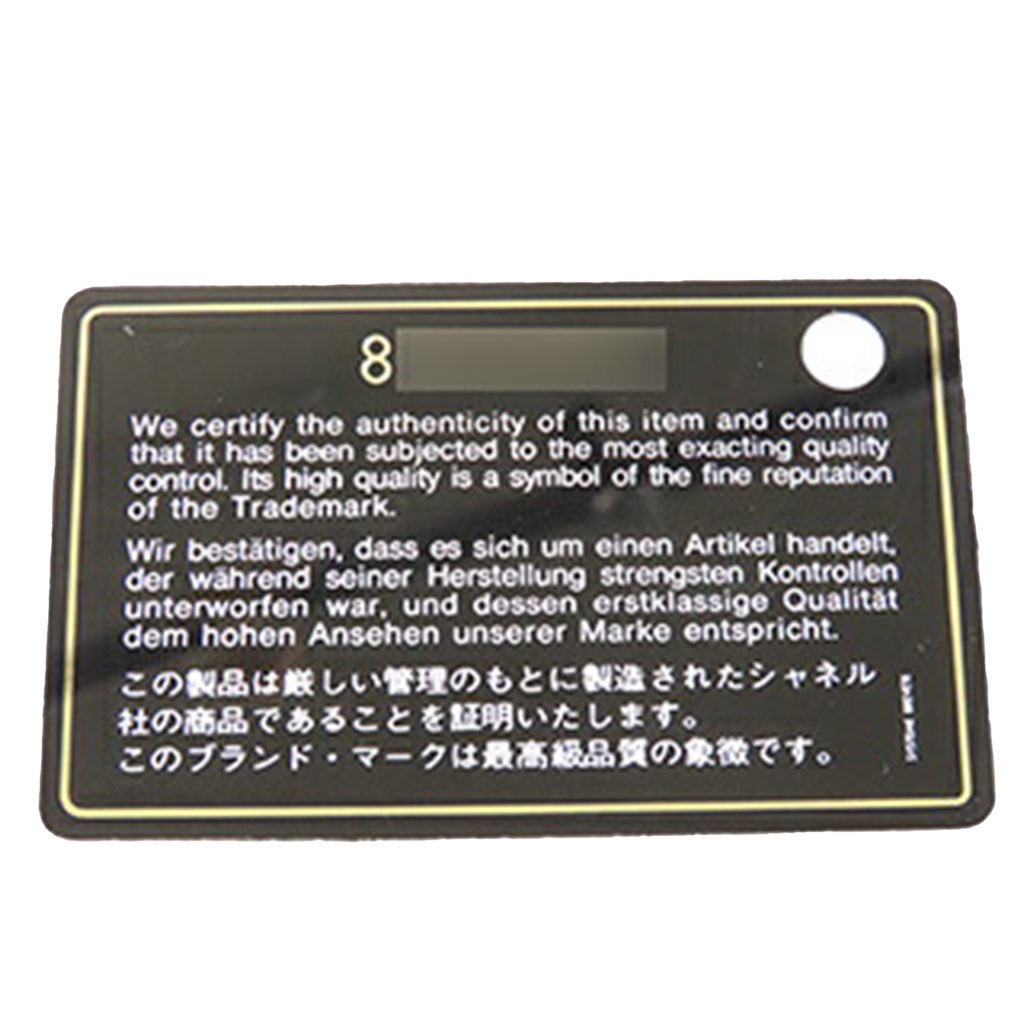 8
We certify the authenticity of this item and confirm
that it has been subjected to the most exacting quality
control. Its high quality is a symbol of the fine reputation
of the Trademark.
Wir bestätigen, dass es sich um einen Artikel handelt,
der während seiner Herstellung strengsten Kontrollen
unterworfen war, und dessen erstklassige Qualität
dem hohen Ansehen unserer Marke entspricht.
この製品は厳しい管理のもとに製造されたシャネル
社の商品であることを証明いたします。
このブランド・マークは最高級品質の象徴です。